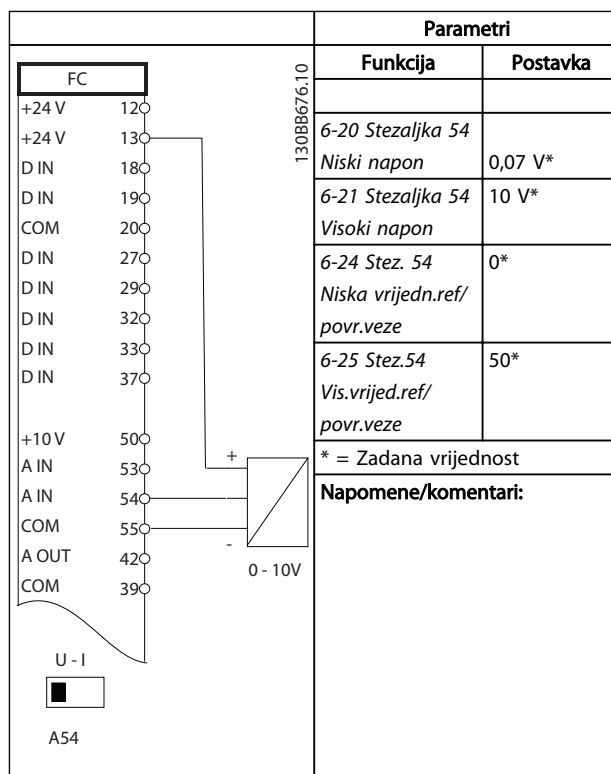 Parametri
Funkcija Postavka
6-20 Stezaljka 54
Niski napon 0,07 V*
6-21 Stezaljka 54 10 V*
Visoki napon
6-24 Stez. 54 0*
Niska vrijedn.ref/
povr.veze
6-25 Stez.54 50*
Vis.vrijed.ref/
povr.veze
* = Zadana vrijednost
Napomene/komentari:
130BB676.10
FC
+24 V 12
+24 V 13
D IN 18
D IN 19
COM 20
D IN 27
D IN 29
D IN 32
D IN 33
D IN 37
+10 V 50
A IN 53
A IN 54
COM 55
A OUT 42
COM 39
+
-
0 - 10V
U - I
A54